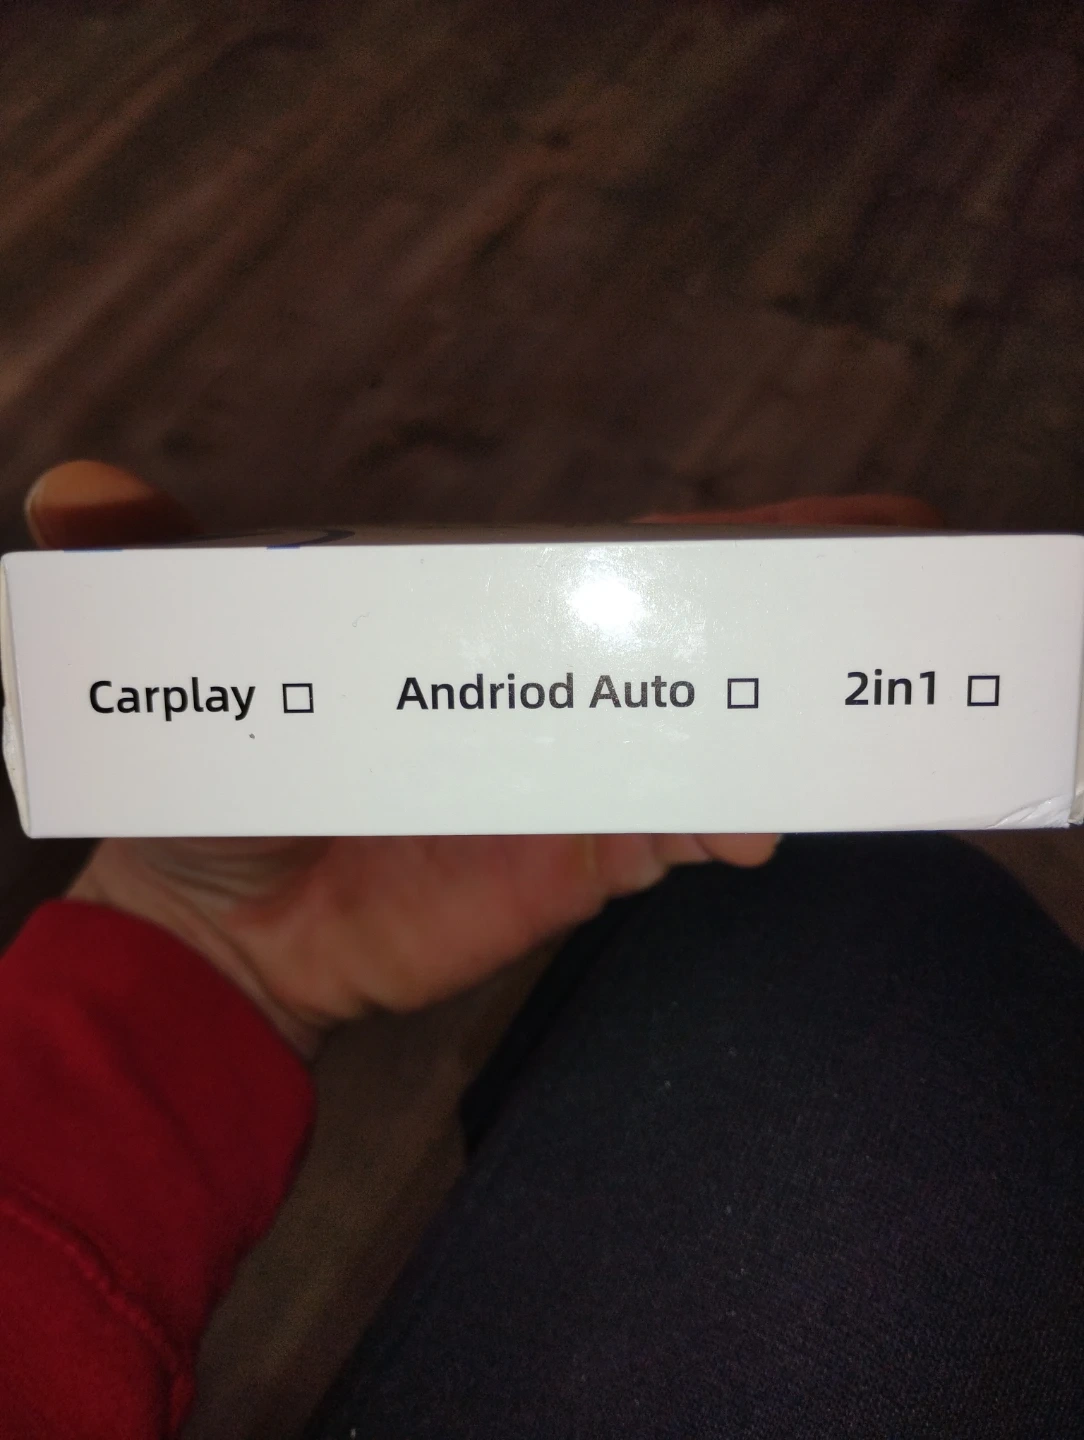 Carplay □ Andriod Auto □ 2in1 □